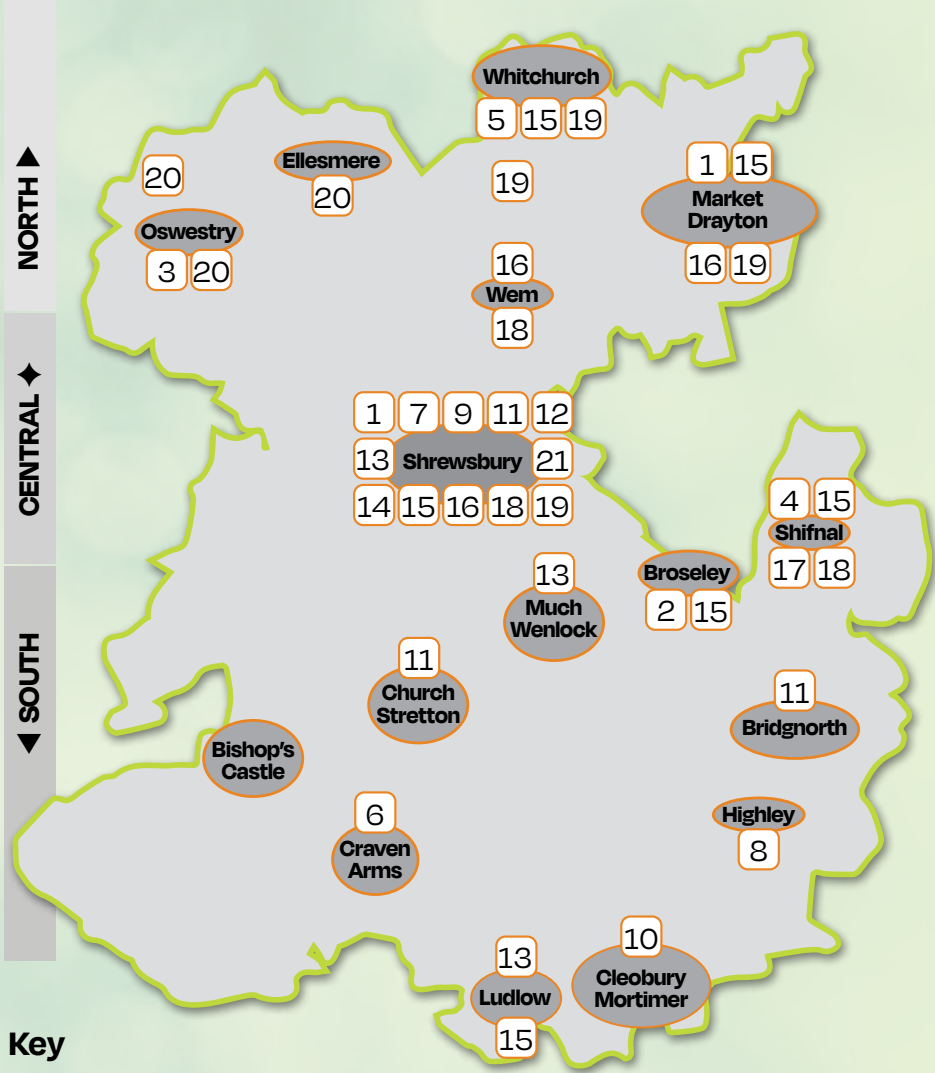 NORTH ▶
CENTRAL ✦
◀ SOUTH
Whitchurch
5 15 19
Ellesmere
20
20
Oswestry
3 20
19
1 15
Market
Drayton
16 19
16
Wem
18
1 7 9 11 12
13 Shrewsbury 21
14 15 16 18 19
4 15
Shifnal
17 18
Broseley
2 15
13
Much
Wenlock
11
Church
Stretton
11
Bridgnorth
Bishop's
Castle
6
Craven
Arms
Highley
8
13
Ludlow
15
10
Cleobury
Mortimer
Key